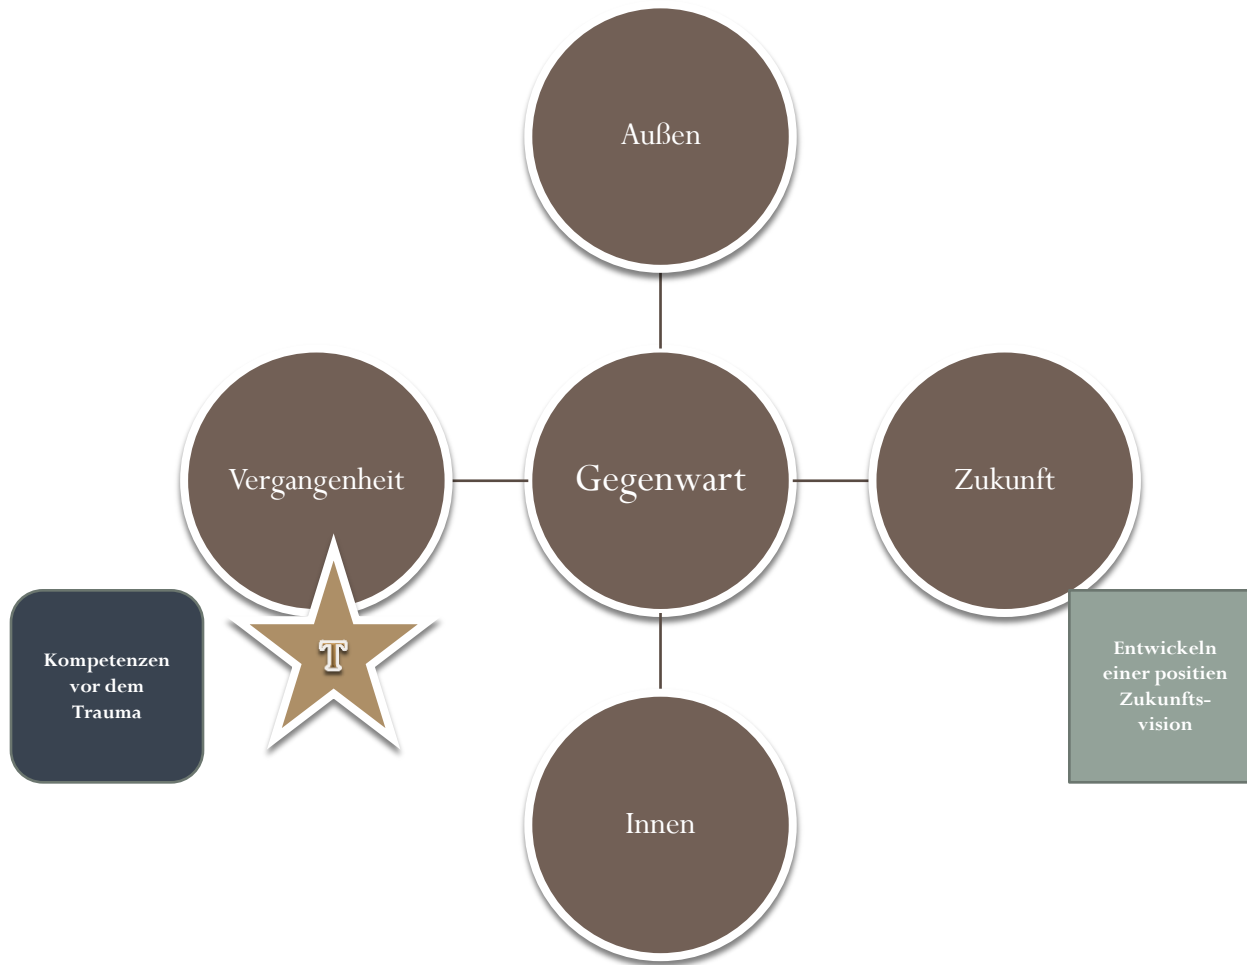 Außen
Vergangenheit
Gegenwart
Zukunft
T
Kompetenzen
vor dem
Trauma
Entwickeln
einer positien
Zukunfts-
vision
Innen